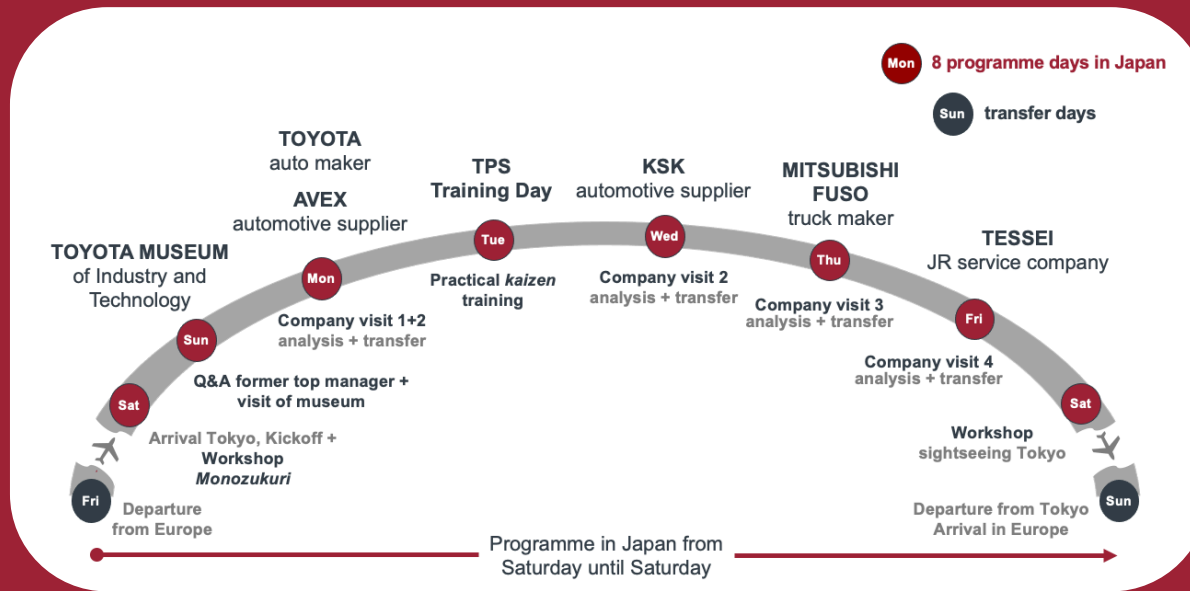 Mon 8 programme days in Japan
Sun transfer days
Fri
Departure
from Europe
Sat
Arrival Tokyo, Kickoff +
Workshop
Monozukuri
TOYOTA MUSEUM
of Industry and
Technology
Sun
Q&A former top manager +
visit of museum
TOYOTA
auto maker
AVEX
automotive supplier
Mon
Company visit 1+2
analysis + transfer
TPS
Training Day
Tue
Practical kaizen
training
KSK
automotive supplier
Wed
Company visit 2
analysis + transfer
MITSUBISHI
FUSO
truck maker
Thu
Company visit 3
analysis + transfer
TESSEI
JR service company
Fri
Company visit 4
analysis + transfer
Sat
Workshop
sightseeing Tokyo
Sun
Departure from Tokyo
Arrival in Europe
Programme in Japan from
Saturday until Saturday